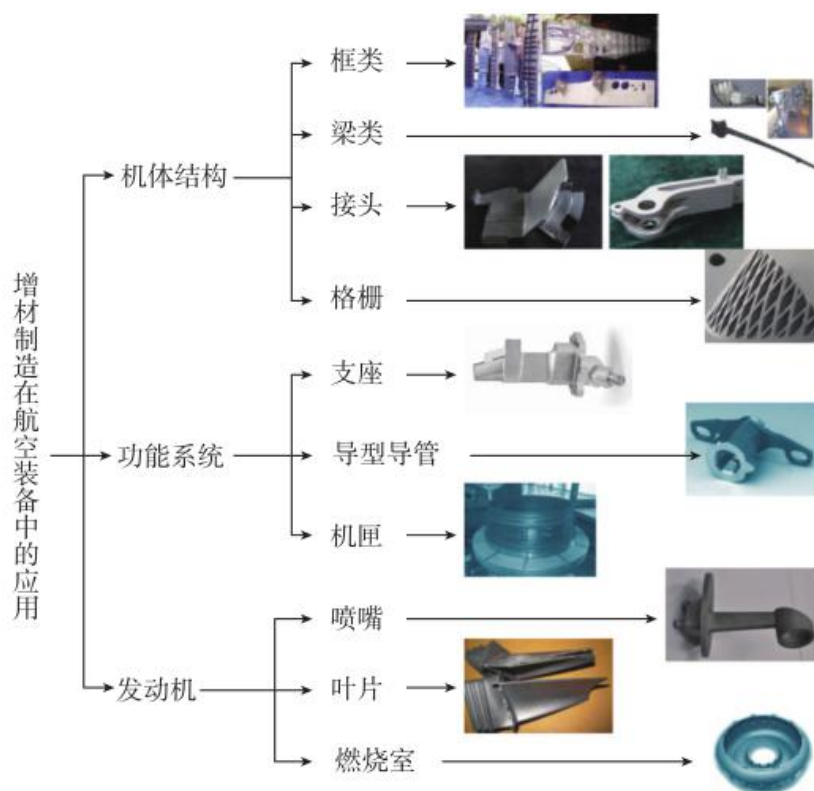 增材制造在航空装备中的应用
机体结构
框类
梁类
接头
格栅
功能系统
支座
导型导管
机匣
发动机
喷嘴
叶片
燃烧室